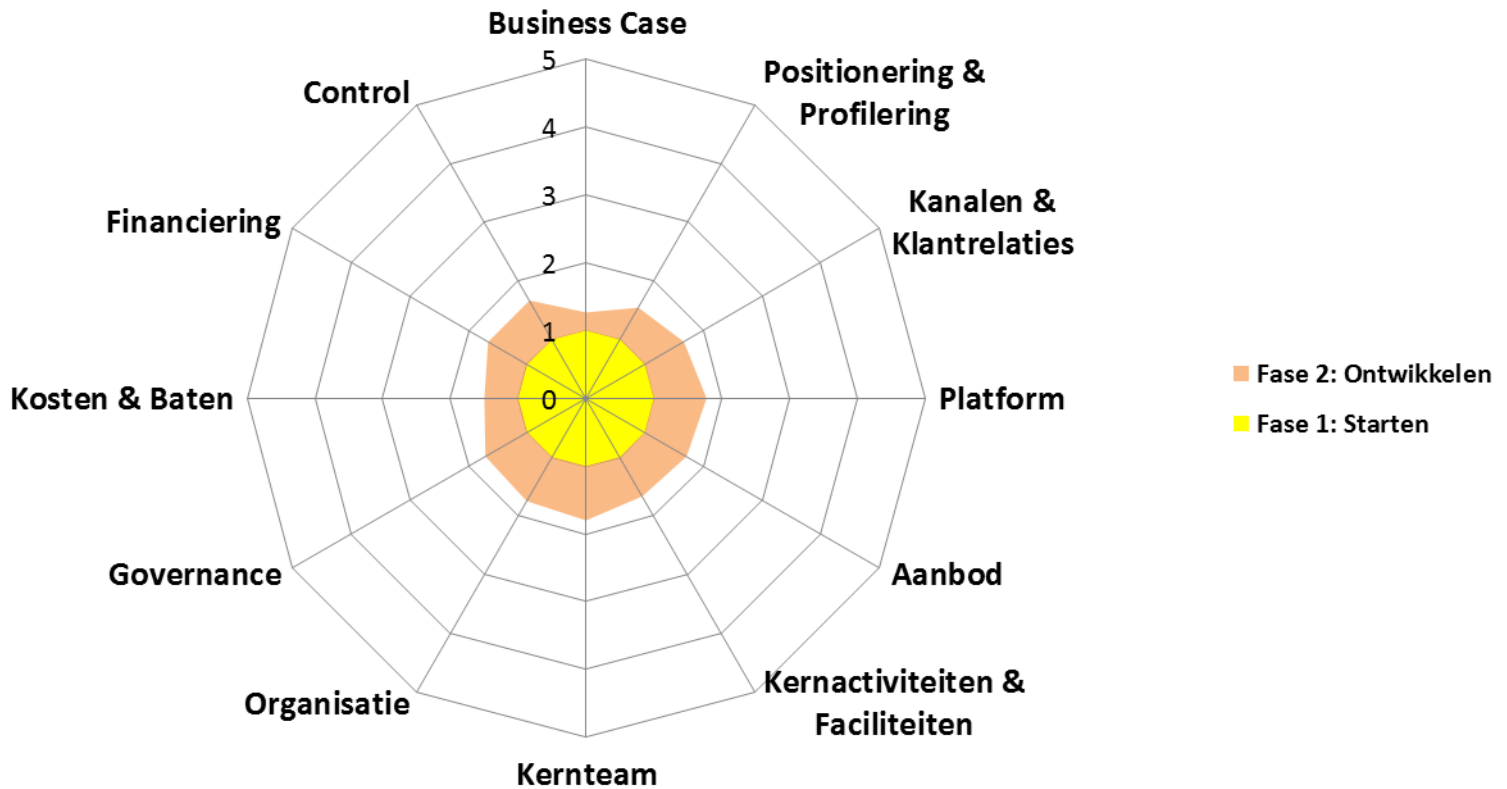 Business Case
Positionering &
Profilering
Kanalen &
Klantrelaties
Platform
Aanbod
Kernactiviteiten &
Faciliteiten
Kernteam
Organisatie
Governance
Kosten & Baten
Financiering
Control
5
4
3
2
1
0
Fase 2: Ontwikkelen
Fase 1: Starten